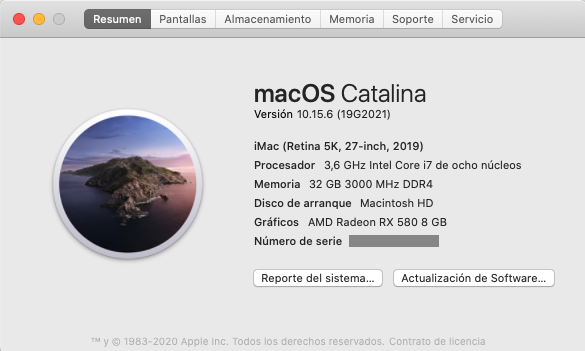 Resumen Pantallas Almacenamiento Memoria Soporte Servicio
macOS Catalina
Versión 10.15.6 (19G2021)
iMac (Retina 5K, 27-inch, 2019)
Procesador 3,6 GHz Intel Core i7 de ocho núcleos
Memoria 32 GB 3000 MHz DDR4
Disco de arranque Macintosh HD
Gráficos AMD Radeon RX 580 8 GB
Número de serie
Reporte del sistema... Actualización de Software...
™ y © 1983-2020 Apple Inc. Todos los derechos reservados. Contrato de licencia